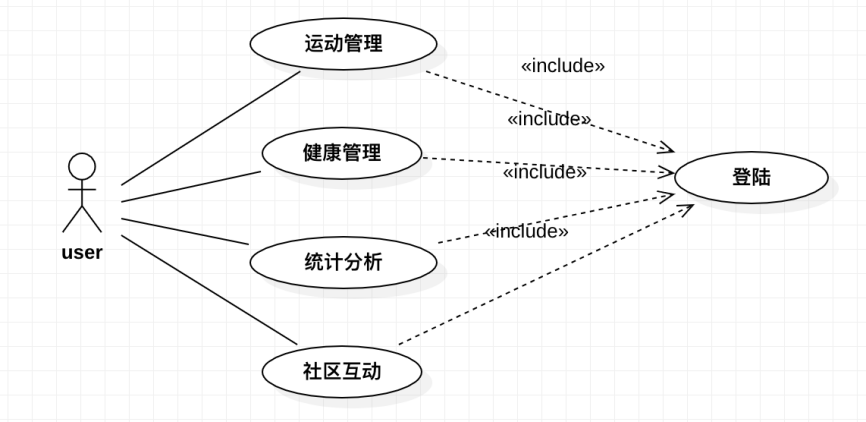 运动管理
«include»
«include»
健康管理
«include»
登陆
user
«include»
统计分析
社区互动